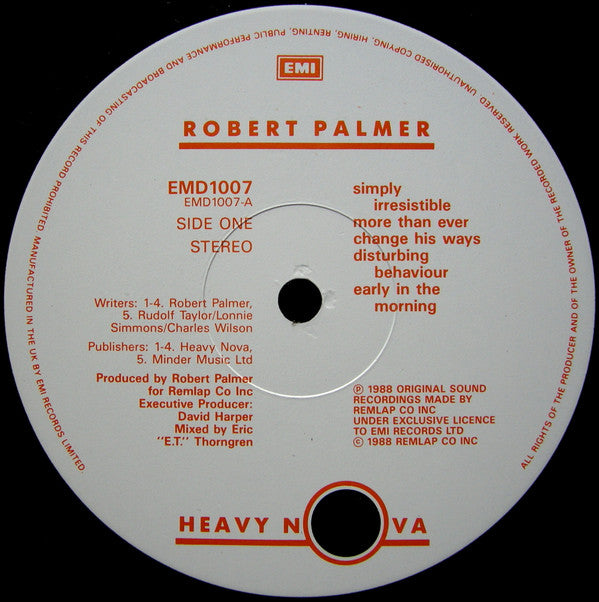 EMI
ROBERT PALMER
EMD1007
EMD1007-A
SIDE ONE
STEREO
simply
irresistible
more than ever
change his ways
disturbing
behaviour
early in the
morning
Writers: 1-4. Robert Palmer,
5. Rudolf Taylor/Lonnie
Simmons/Charles Wilson
Publishers: 1-4. Heavy Nova,
5. Minder Music Ltd
Produced by Robert Palmer
for Remlap Co Inc
Executive Producer:
David Harper
Mixed by Eric
"E.T." Thorngren
℗ 1988 ORIGINAL SOUND
RECORDINGS MADE BY
REMLAP CO INC
UNDER EXCLUSIVE LICENCE
TO EMI RECORDS LTD
© 1988 REMLAP CO INC
HEAVY NOVA
ALL RIGHTS OF THE PRODUCER AND OF THE OWNER OF THE RECORDED WORK RESERVED. UNAUTHORISED COPYING, HIRING, RENTING, PUBLIC PERFORMANCE AND BROADCASTING OF THIS RECORD PROHIBITED. MANUFACTURED IN THE UK BY EMI RECORDS LIMITED.